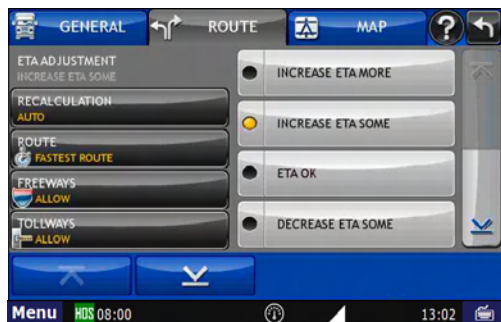 GENERAL
ROUTE
MAP
?
ETA ADJUSTMENT
INCREASE ETA SOME
RECALCULATION
AUTO
ROUTE
FASTEST ROUTE
FREEWAYS
ALLOW
TOLLWAYS
ALLOW
INCREASE ETA MORE
INCREASE ETA SOME
ETA OK
DECREASE ETA SOME
Menu HOS 08:00 13:02